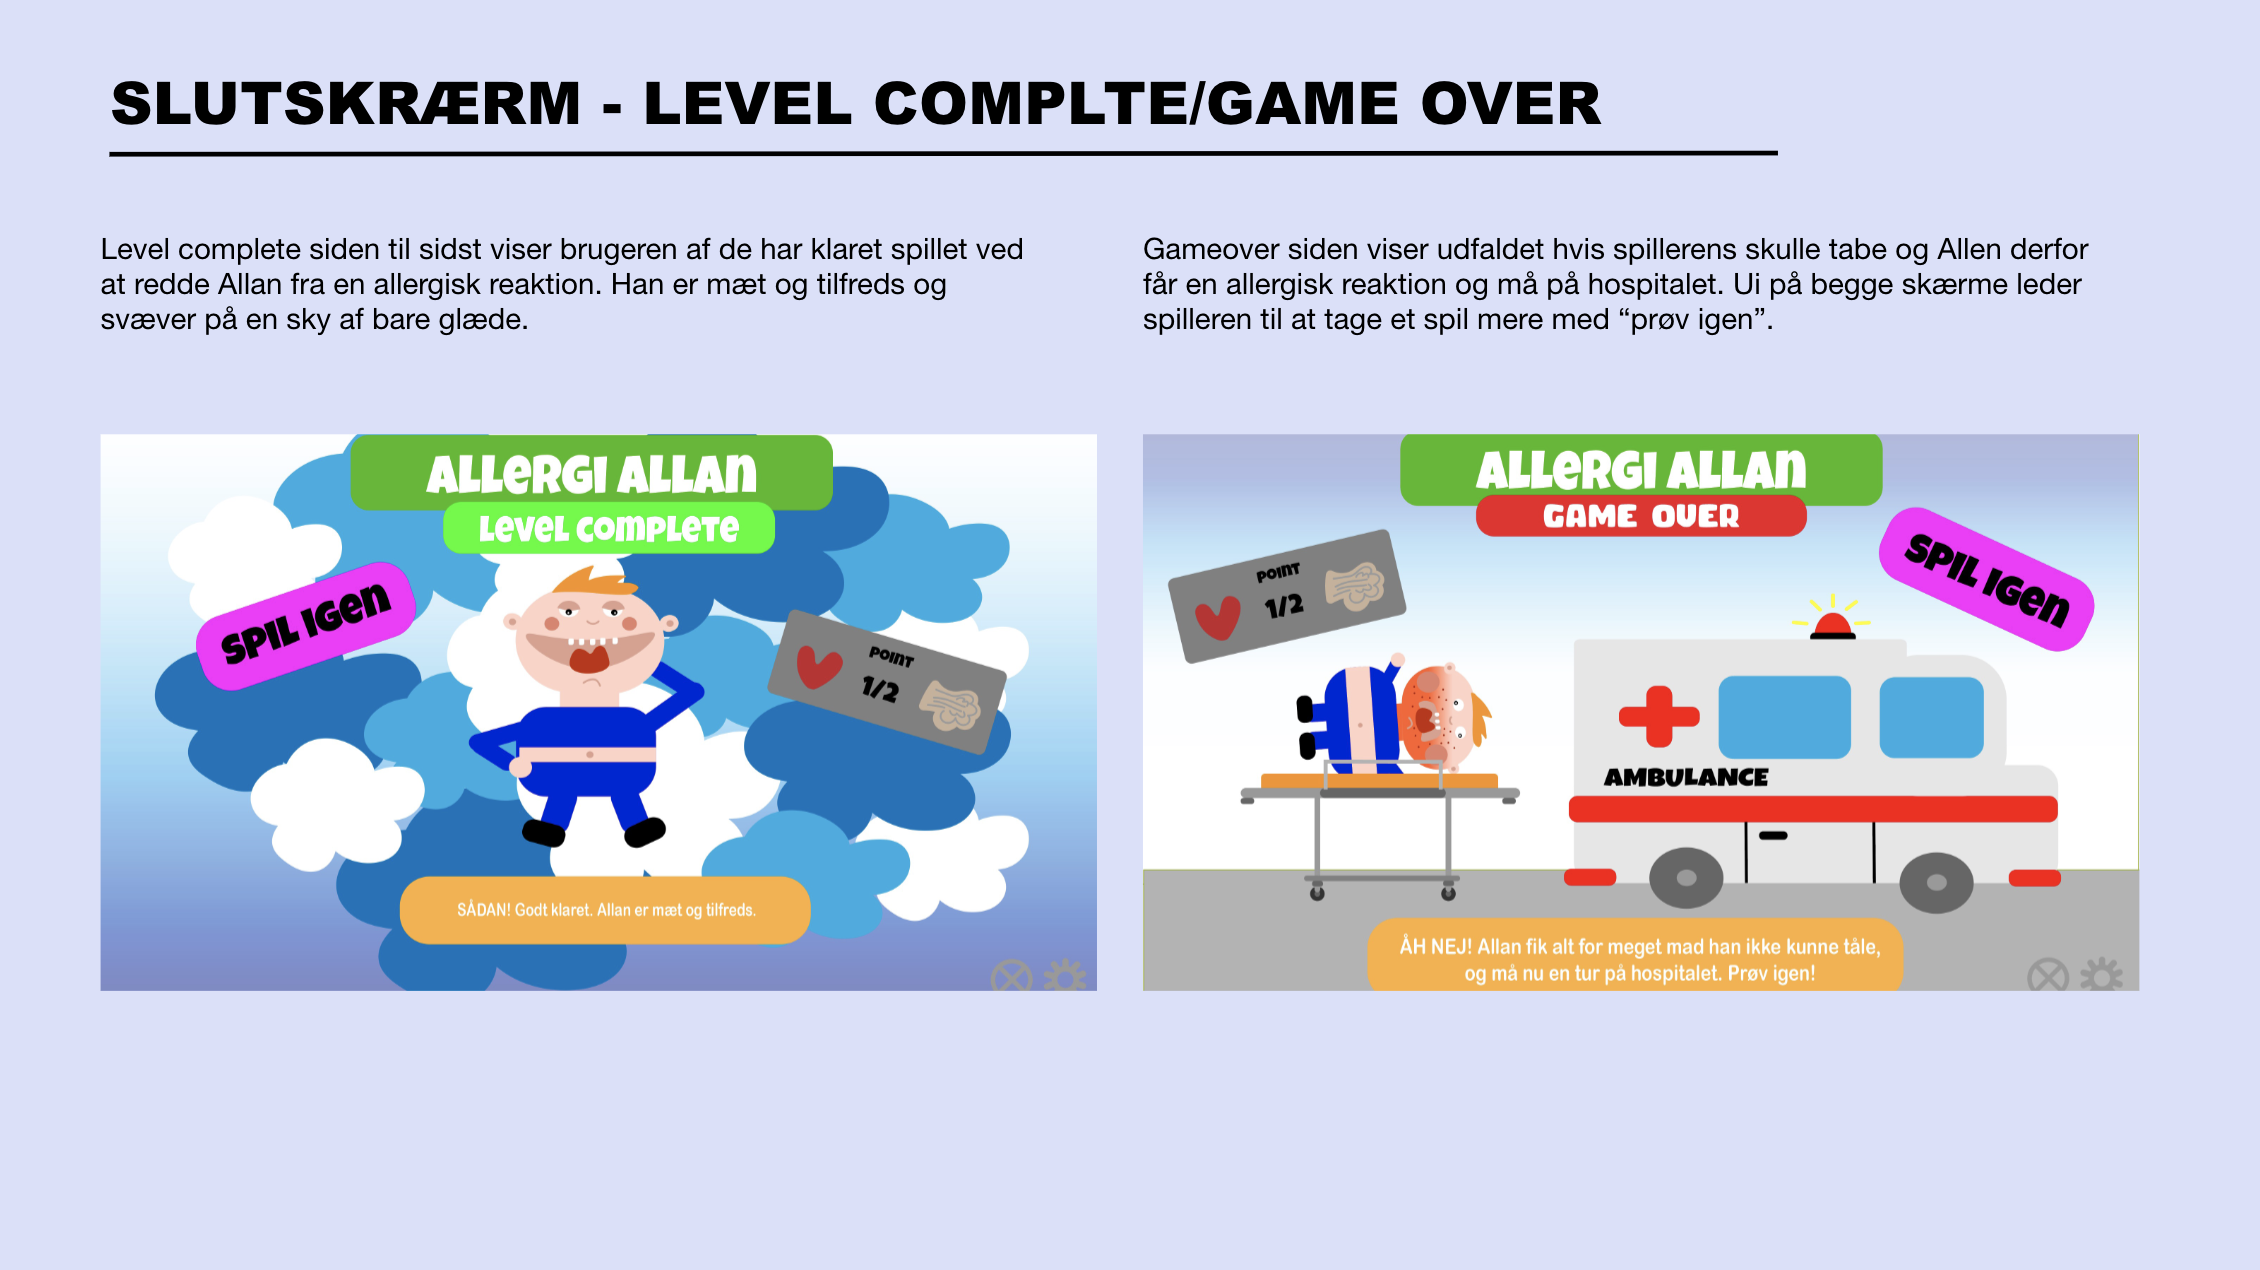 SLUTSKRÆRM - LEVEL COMPLTE/GAME OVER
Level complete siden til sidst viser brugeren af de har klaret spillet ved
at redde Allan fra en allergisk reaktion. Han er mæt og tilfreds og
svæver på en sky af bare glæde.
Gameover siden viser udfaldet hvis spillerens skulle tabe og Allen derfor
får en allergisk reaktion og må på hospitalet. Ui på begge skærme leder
spilleren til at tage et spil mere med “prøv igen”.
ALLERGI ALLAN
LEVEL COMPLETE
SPIL IGEN
POINT
1/2
SÅDAN! Godt klaret. Allan er mæt og tilfreds.
ALLERGI ALLAN
GAME OVER
POINT
1/2
SPIL IGEN
AMBULANCE
ÅH NEJ! Allan fik alt for meget mad han ikke kunne tåle,
og må nu en tur på hospitalet. Prøv igen!